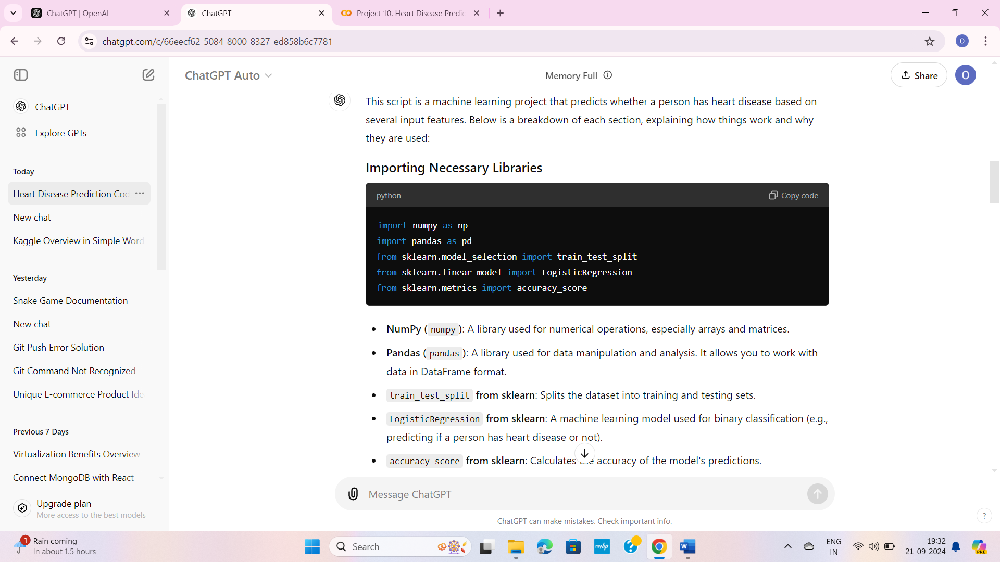 ChatGPT | OpenAI
ChatGPT
Project 10. Heart Disease Predic
chatgpt.com/c/66eecf62-5084-8000-8327-ed858b6c7781
O
ChatGPT Auto
Memory Full
Share
O
ChatGPT
Explore GPTs
Today
Heart Disease Prediction Cod
New chat
Kaggle Overview in Simple Word
Yesterday
Snake Game Documentation
New chat
Git Push Error Solution
Git Command Not Recognized
Unique E-commerce Product Ide
Previous 7 Days
Virtualization Benefits Overview
Connect MongoDB with React
Upgrade plan
More access to the best models
This script is a machine learning project that predicts whether a person has heart disease based on
several input features. Below is a breakdown of each section, explaining how things work and why
they are used:
Importing Necessary Libraries
python
Copy code
import numpy as np
import pandas as pd
from sklearn.model_selection import train_test_split
from sklearn.linear_model import LogisticRegression
from sklearn.metrics import accuracy_score
• NumPy (numpy): A library used for numerical operations, especially arrays and matrices.
• Pandas (pandas): A library used for data manipulation and analysis. It allows you to work with
data in DataFrame format.
• train_test_split from sklearn: Splits the dataset into training and testing sets.
• LogisticRegression from sklearn: A machine learning model used for binary classification (e.g.,
predicting if a person has heart disease or not).
• accuracy_score from sklearn: Calculates the accuracy of the model's predictions.
Message ChatGPT
ChatGPT can make mistakes. Check important info.
?
1
Rain coming
In about 1.5 hours
Search
myhp
?
W
ENG
IN
19:32
21-09-2024
PRE